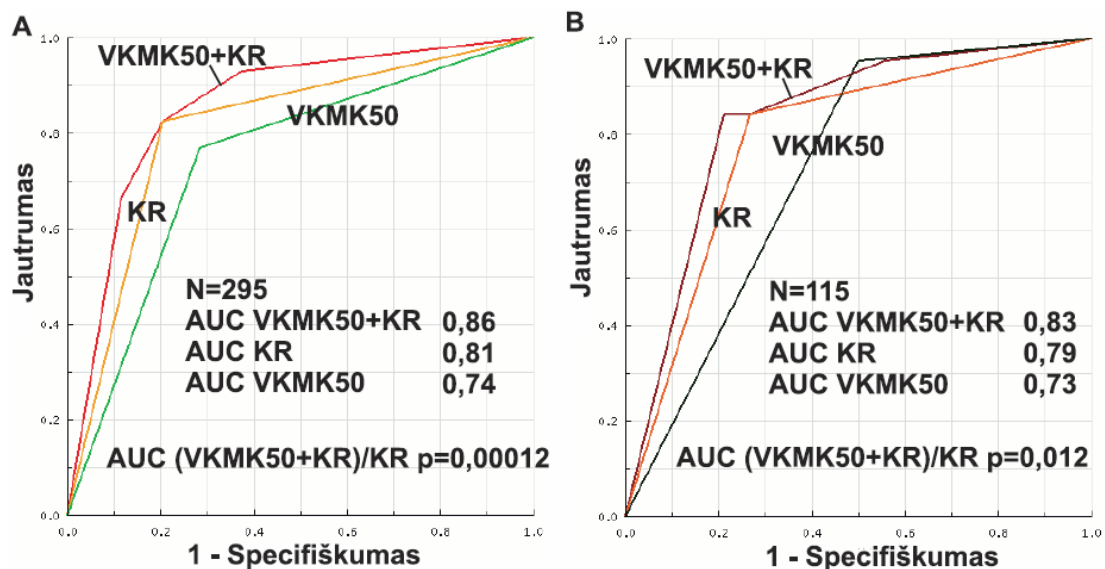 A
1.0
VKMK50+KR
0.8
VKMK50
KR
Jautrumas
0.6
N=295
0.4
AUC VKMK50+KR 0,86
AUC KR 0,81
AUC VKMK50 0,74
0.2
AUC (VKMK50+KR)/KR p=0,00012
0.0
0.0 0.2 0.4 0.6 0.8 1.0
1 - Specifiškumas
B
1.0
VKMK50+KR
0.8
VKMK50
KR
Jautrumas
0.6
N=115
0.4
AUC VKMK50+KR 0,83
AUC KR 0,79
AUC VKMK50 0,73
0.2
AUC (VKMK50+KR)/KR p=0,012
0.0
0.0 0.2 0.4 0.6 0.8 1.0
1 - Specifiškumas